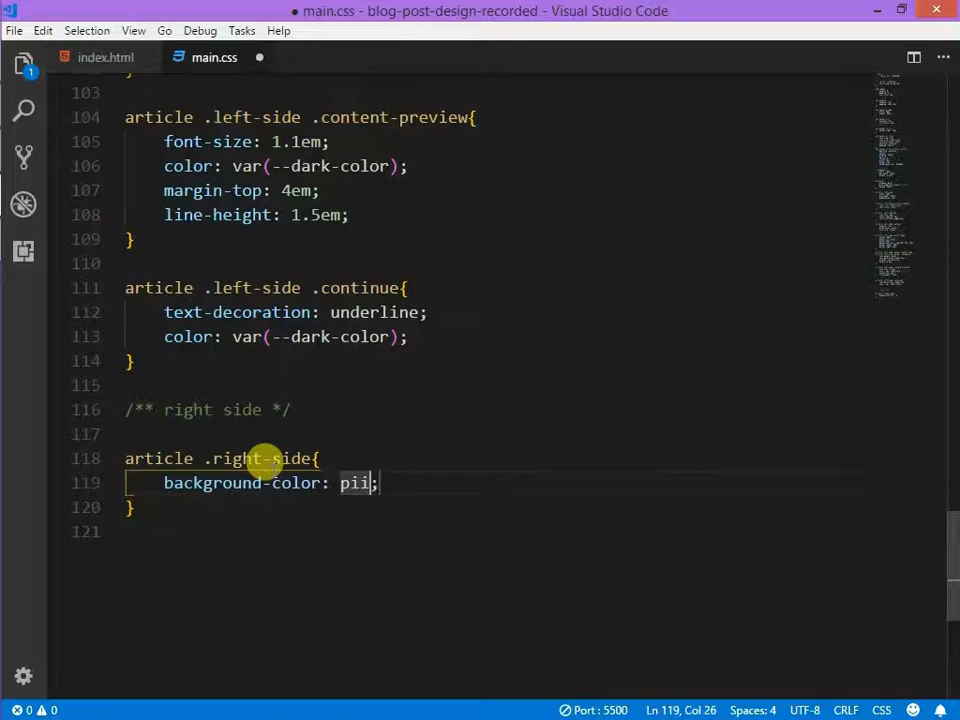 ● main.css - blog-post-design-recorded - Visual Studio Code
File Edit Selection View Go Debug Tasks Help
1
index.html
main.css ●
}
103
104 article .left-side .content-preview{
105 font-size: 1.1em;
106 color: var(--dark-color);
107 margin-top: 4em;
108 line-height: 1.5em;
109 }
110
111 article .left-side .continue{
112 text-decoration: underline;
113 color: var(--dark-color);
114 }
115
116 /** right side */
117
118 article .right-side{
119 background-color: pii;
120 }
121
0 0 Port : 5500 Ln 119, Col 26 Spaces: 4 UTF-8 CRLF CSS